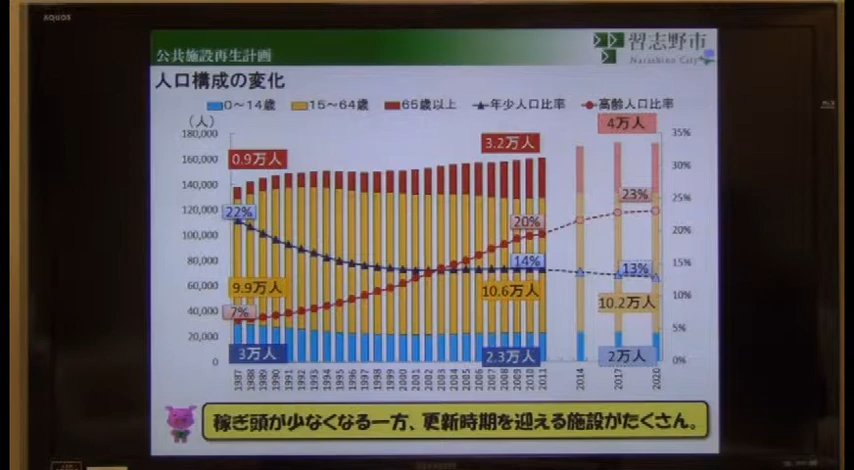 AQUOS
公共施設再生計画
習志野市
Narashino City
人口構成の変化
0～14歳 15～64歳 65歳以上 年少人口比率 高齢人口比率
（人）
4万人
180,000 35%
3.2万人
160,000 0.9万人 30%
140,000 25%
23%
120,000 22% 20% 20%
100,000
14% 13% 15%
80,000
60,000 9.9万人 10.6万人 10.2万人 10%
40,000
7% 5%
20,000
3万人 2.3万人 2万人
0 0%
1987 1988 1989 1990 1991 1992 1993 1994 1995 1996 1997 1998 1999 2000 2001 2002 2003 2004 2005 2006 2007 2008 2009 2010 2011 2014 2017 2020
稼ぎ頭が少なくなる一方、更新時期を迎える施設がたくさん。